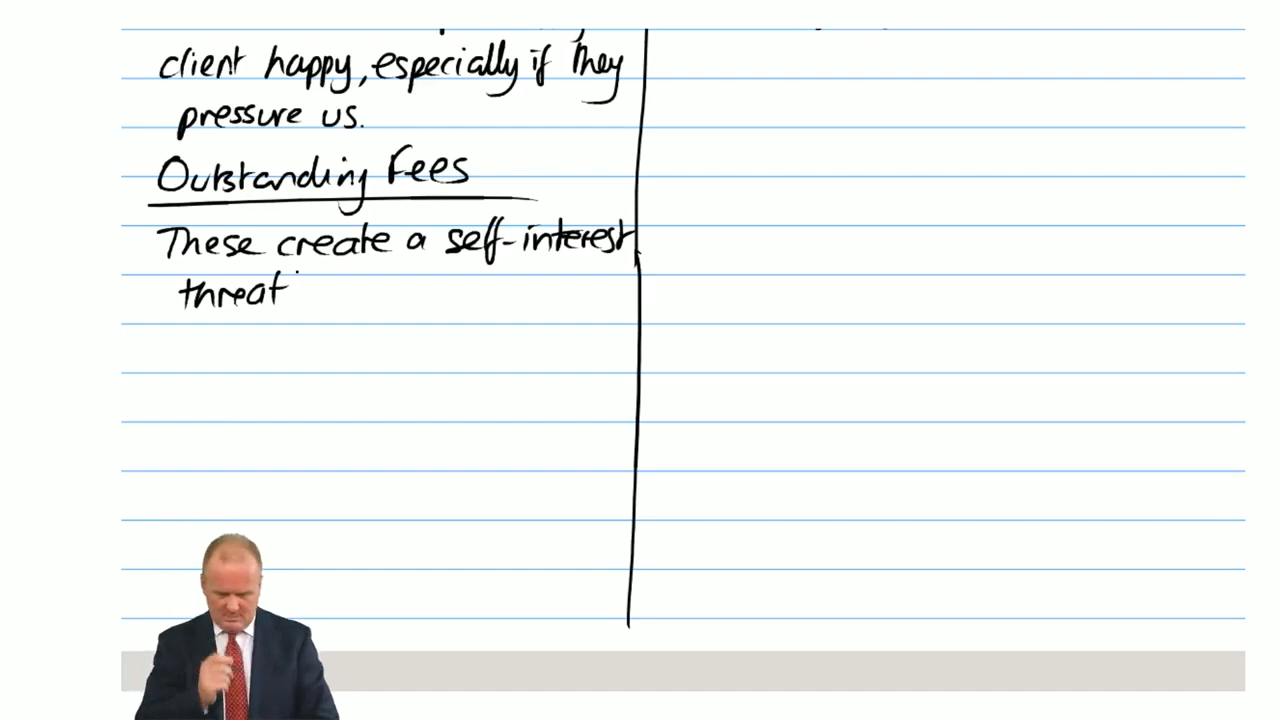 client happy, especially if they
pressure us.
Outstanding Fees
These create a self-interest
threat